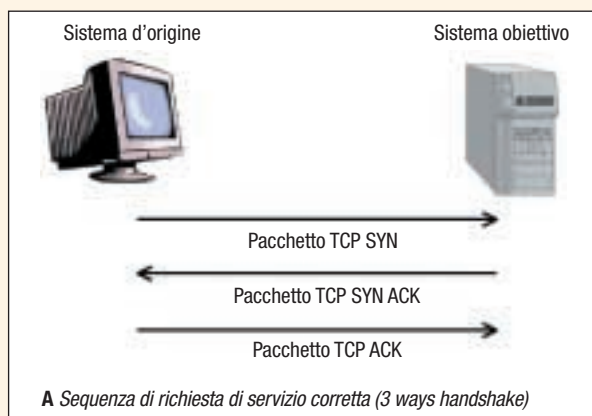 Sistema d'origine
Sistema obiettivo
Pacchetto TCP SYN
Pacchetto TCP SYN ACK
Pacchetto TCP ACK
A Sequenza di richiesta di servizio corretta (3 ways handshake)